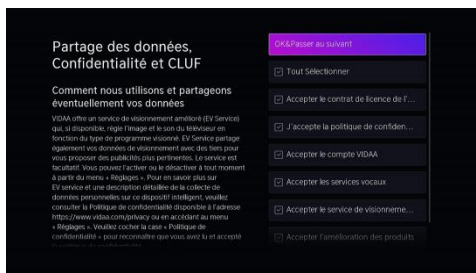 Partage des données,
Confidentialité et CLUF
Comment nous utilisons et partageons
éventuellement vos données
VIDAA offre un service de visionnement amélioré (EV Service)
qui, si disponible, règle l'image et le son du téléviseur en
fonction du type de programme visionné. EV Service partage
également vos données de visionnement avec des tiers pour
vous proposer des publicités plus pertinentes. Le service est
facultatif. Vous pouvez l'activer ou le désactiver à tout moment
à partir du menu « Réglages ». Pour en savoir plus sur
EV service et une description détaillée de la collecte de
données personnelles sur ce dispositif intelligent, veuillez
consulter la Politique de confidentialité disponible à l'adresse
https://www.vidaa.com/privacy ou en accédant au menu
« Réglages ». Veuillez cocher la case « Politique de
confidentialité » pour reconnaître que vous avez lu et accepté
OK&Passer au suivant
Tout Sélectionner
Accepter le contrat de licence de l'...
J'accepte la politique de confiden...
Accepter le compte VIDAA
Accepter les services vocaux
Accepter le service de visionneme...
Accepter l'amélioration des produits